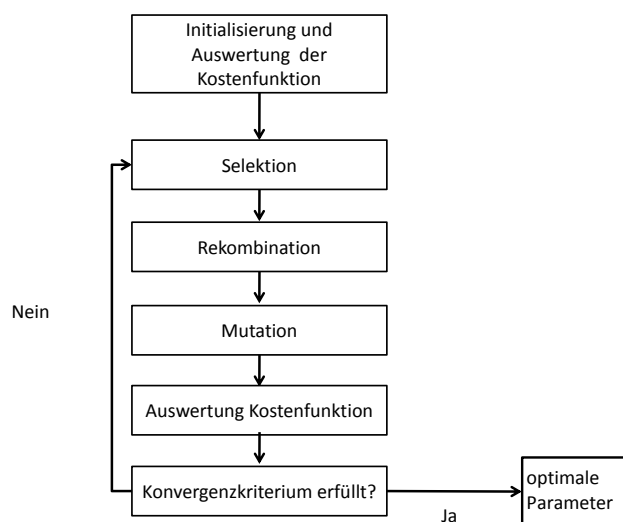 Initialisierung und
Auswertung der
Kostenfunktion
Selektion
Rekombination
Nein
Mutation
Auswertung Kostenfunktion
Konvergenzkriterium erfüllt?
optimale
Parameter
Ja